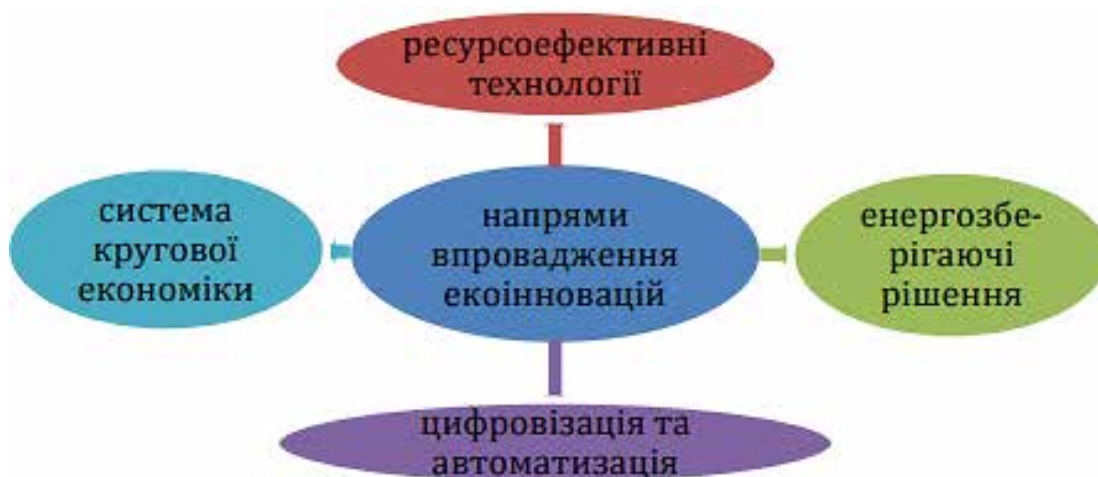 ресурсоефективні
технології
система
кругової
економіки
напрями
впровадження
екоінновацій
енергозбе-
рігаючі
рішення
цифровізація та
автоматизація